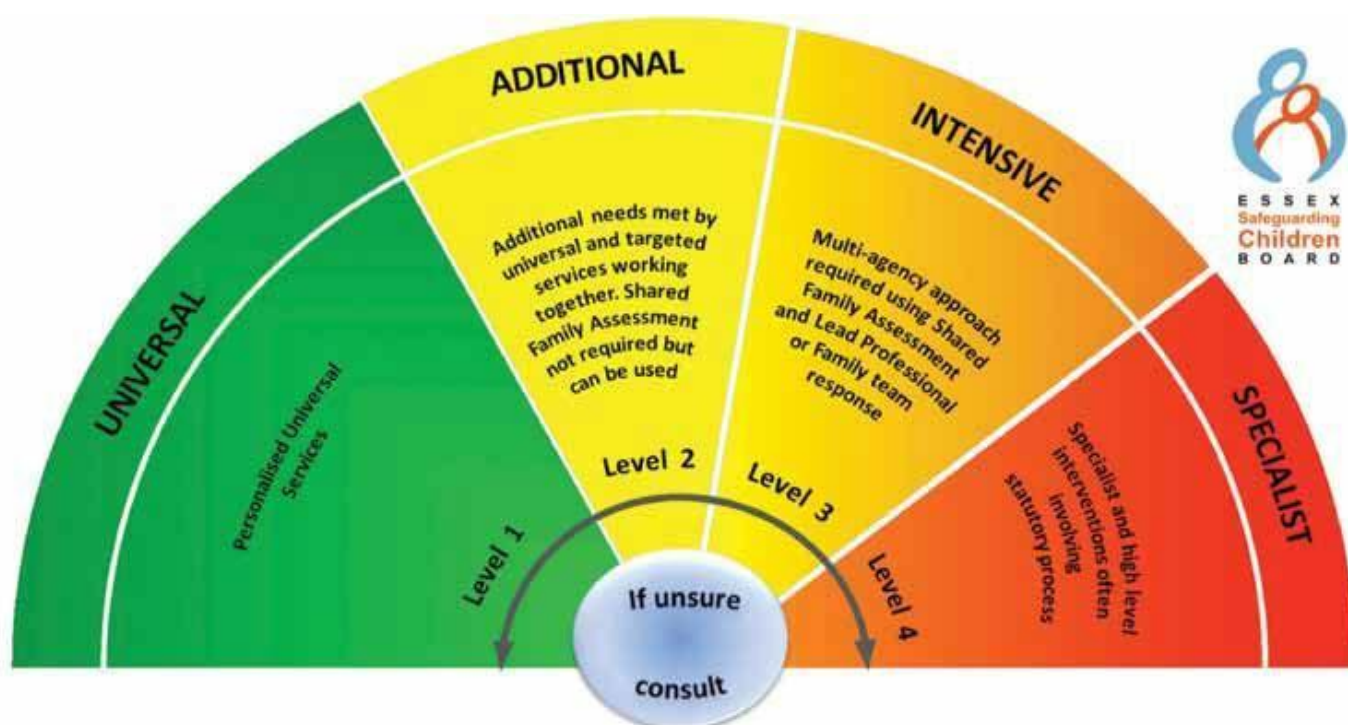 UNIVERSAL
Personalised Universal
Services
Level 1
ADDITIONAL
Additional needs met by
universal and targeted
services working
together. Shared
Family Assessment
not required but
can be used
Level 2
INTENSIVE
Multi-agency approach
required using Shared
Family Assessment
and Lead Professional
or Family team
response
Level 3
SPECIALIST
Specialist and high level
interventions often
involving
statutory process
Level 4
If unsure
consult
ESSEX
Safeguarding
Children
BOARD